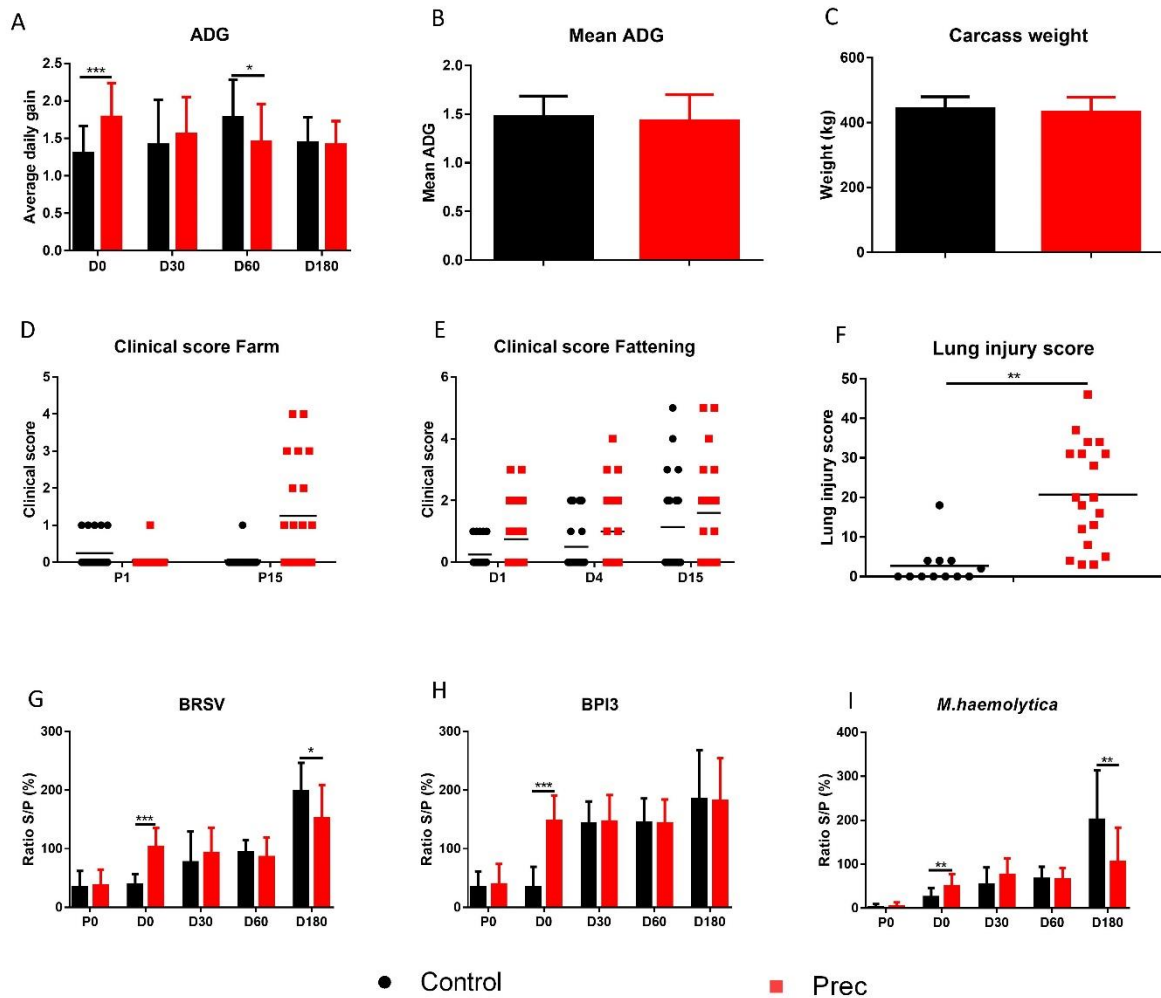 A
ADG
Average daily gain
2.5
2.0
1.5
1.0
0.5
0.0
***
*
D0 D30 D60 D180
B
Mean ADG
Mean ADG
2.0
1.5
1.0
0.5
0.0
C
Carcass weight
Weight (kg)
600
400
200
0
D
Clinical score Farm
Clinical score
5
4
3
2
1
0
P1 P15
E
Clinical score Fattening
Clinical score
6
4
2
0
D1 D4 D15
F
Lung injury score
Lung injury score
50
40
30
20
10
0
**
G
BRSV
Ratio S/P (%)
300
200
100
0
***
*
P0 D0 D30 D60 D180
H
BPI3
Ratio S/P (%)
300
200
100
0
***
P0 D0 D30 D60 D180
I
M.haemolytica
Ratio S/P (%)
400
300
200
100
0
**
**
P0 D0 D30 D60 D180
Control Prec